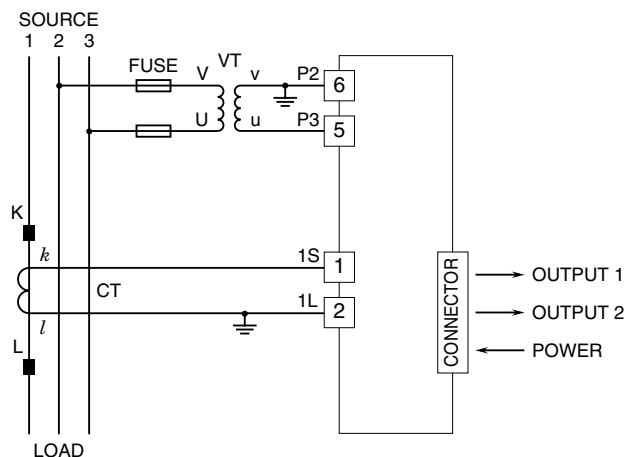 SOURCE
1 2 3
FUSE
VT
V v P2 6
U u P3 5
K
k 1S 1
CT
l 1L 2
L
CONNECTOR
OUTPUT 1
OUTPUT 2
POWER
LOAD